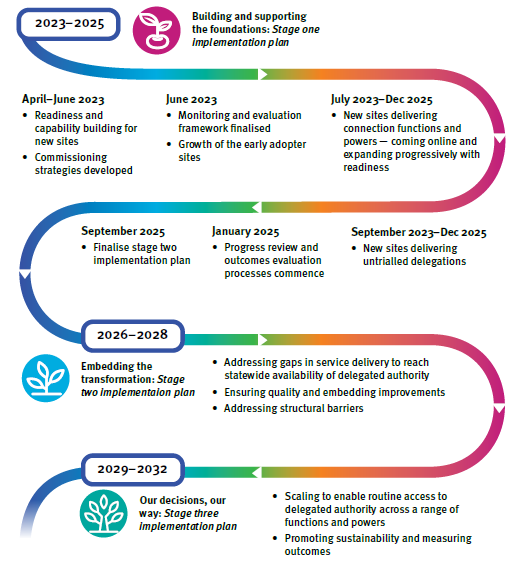 2023–2025
Building and supporting
the foundations: Stage one
implementation plan
April–June 2023
• Readiness and
capability building for
new sites
• Commissioning
strategies developed
June 2023
• Monitoring and evaluation
framework finalised
• Growth of the early adopter
sites
July 2023–Dec 2025
• New sites delivering
connection functions and
powers — coming online and
expanding progressively with
readiness
September 2023–Dec 2025
• New sites delivering
untrialled delegations
January 2025
• Progress review and
outcomes evaluation
processes commence
September 2025
• Finalise stage two
implementation plan
2026–2028
Embedding the
transformation: Stage
two implementaion plan
• Addressing gaps in service delivery to reach
statewide availability of delegated authority
• Ensuring quality and embedding improvements
• Addressing structural barriers
2029–2032
Our decisions, our
way: Stage three
implementation plan
• Scaling to enable routine access to
delegated authority across a range of
functions and powers
• Promoting sustainability and measuring
outcomes